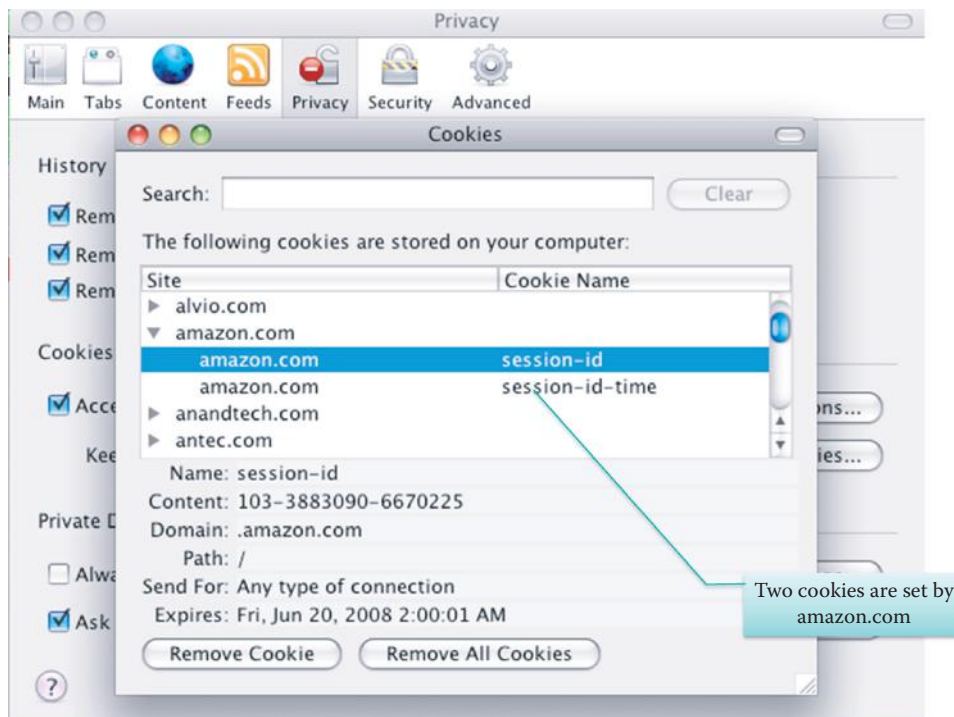 Privacy
Main Tabs Content Feeds Privacy Security Advanced
Cookies
History
Search:
Clear
Rem
The following cookies are stored on your computer:
Rem
Site Cookie Name
Rem
alvio.com
amazon.com
Cookies
amazon.com session-id
amazon.com session-id-time
Acce
anandtech.com
ons...
antec.com
Kee
ies...
Name: session-id
Content: 103-3883090-6670225
Private D
Domain: .amazon.com
Path: /
Alwa
Send For: Any type of connection
Two cookies are set by
amazon.com
Ask
Expires: Fri, Jun 20, 2008 2:00:01 AM
Remove Cookie Remove All Cookies
?